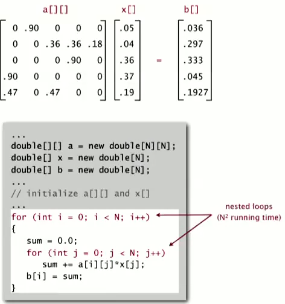 a[][] x[] b[]
0 .90 0 0 0 .05 .036
0 0 .36 .36 .18 .04 .297
0 0 0 .90 0 .36 = .333
.90 0 0 0 0 .37 .045
.47 0 .47 0 0 .19 .1927
...
double[][] a = new double[N][N];
double[] x = new double[N];
double[] b = new double[N];
...
// initialize a[][] and x[]
...
for (int i = 0; i < N; i++)
{
sum = 0.0;
for (int j = 0; j < N; j++)
sum += a[i][j]*x[j];
b[i] = sum;
}
nested loops
(N² running time)